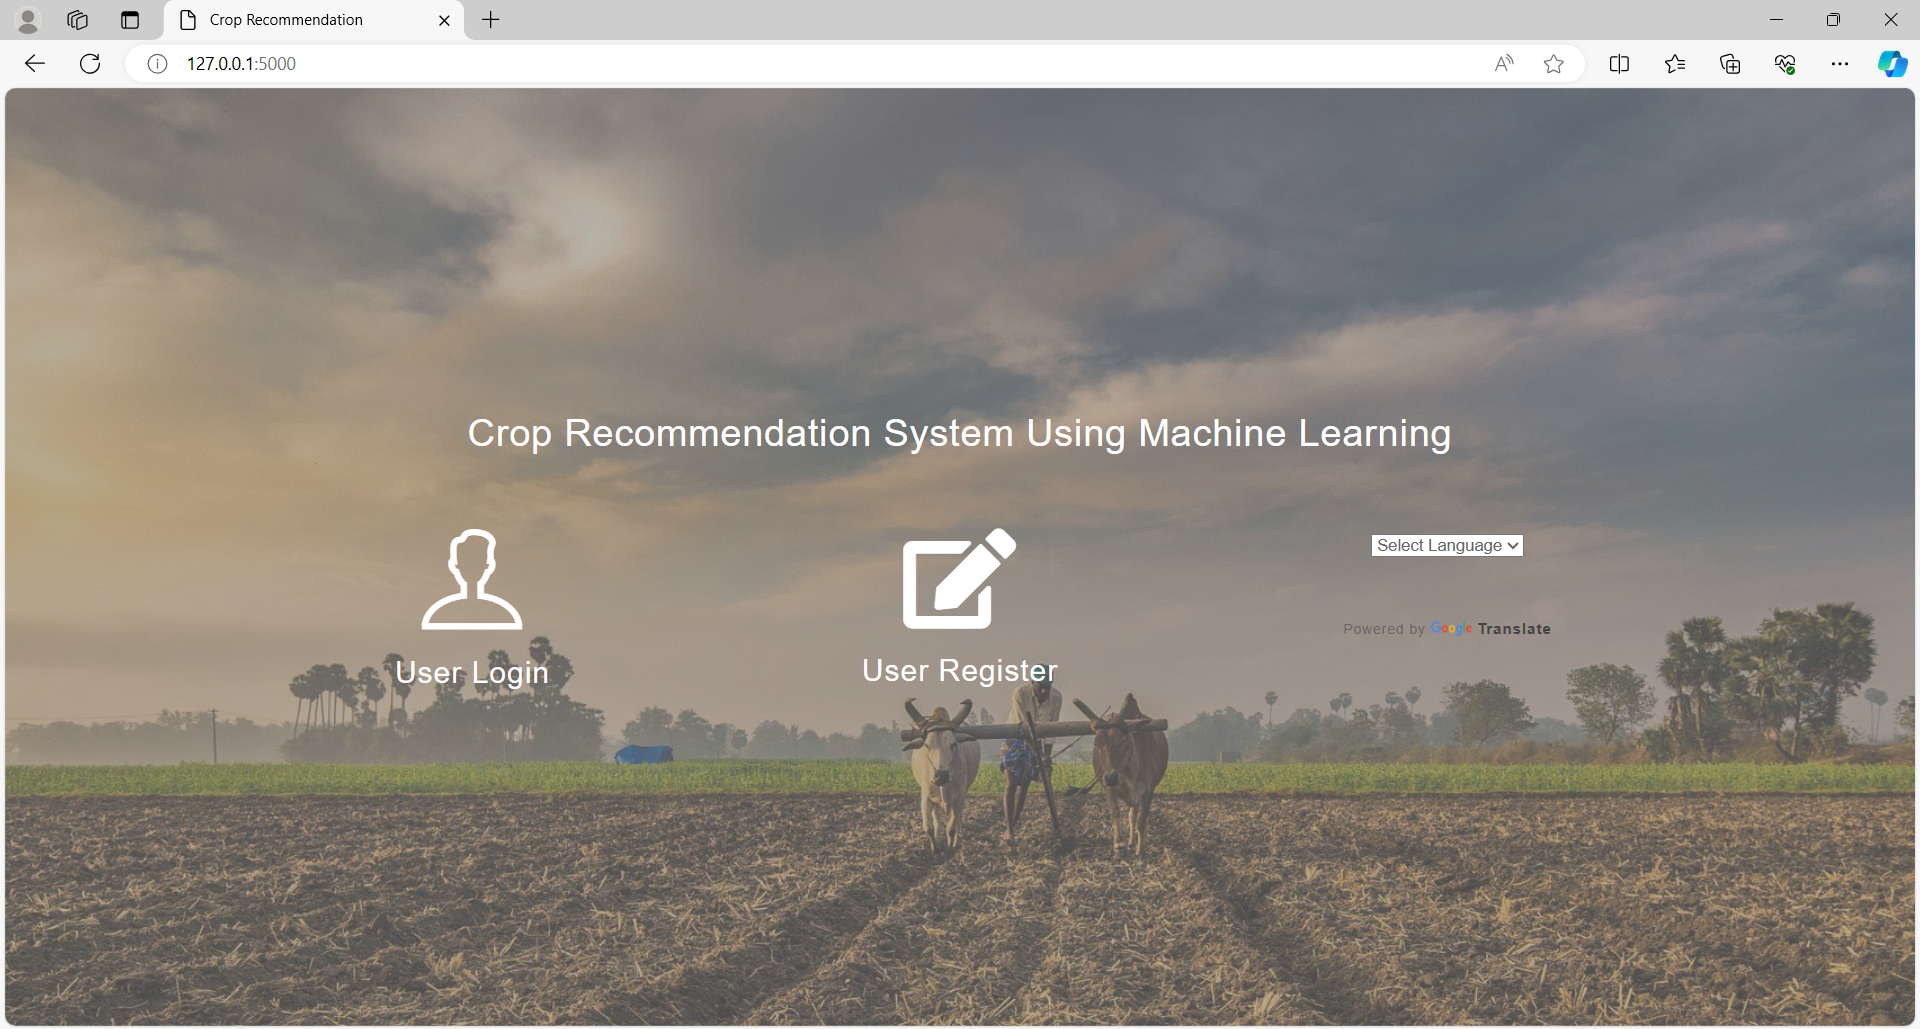 Crop Recommendation
127.0.0.1:5000
Crop Recommendation System Using Machine Learning
Select Language
Powered by Google Translate
User Login
User Register